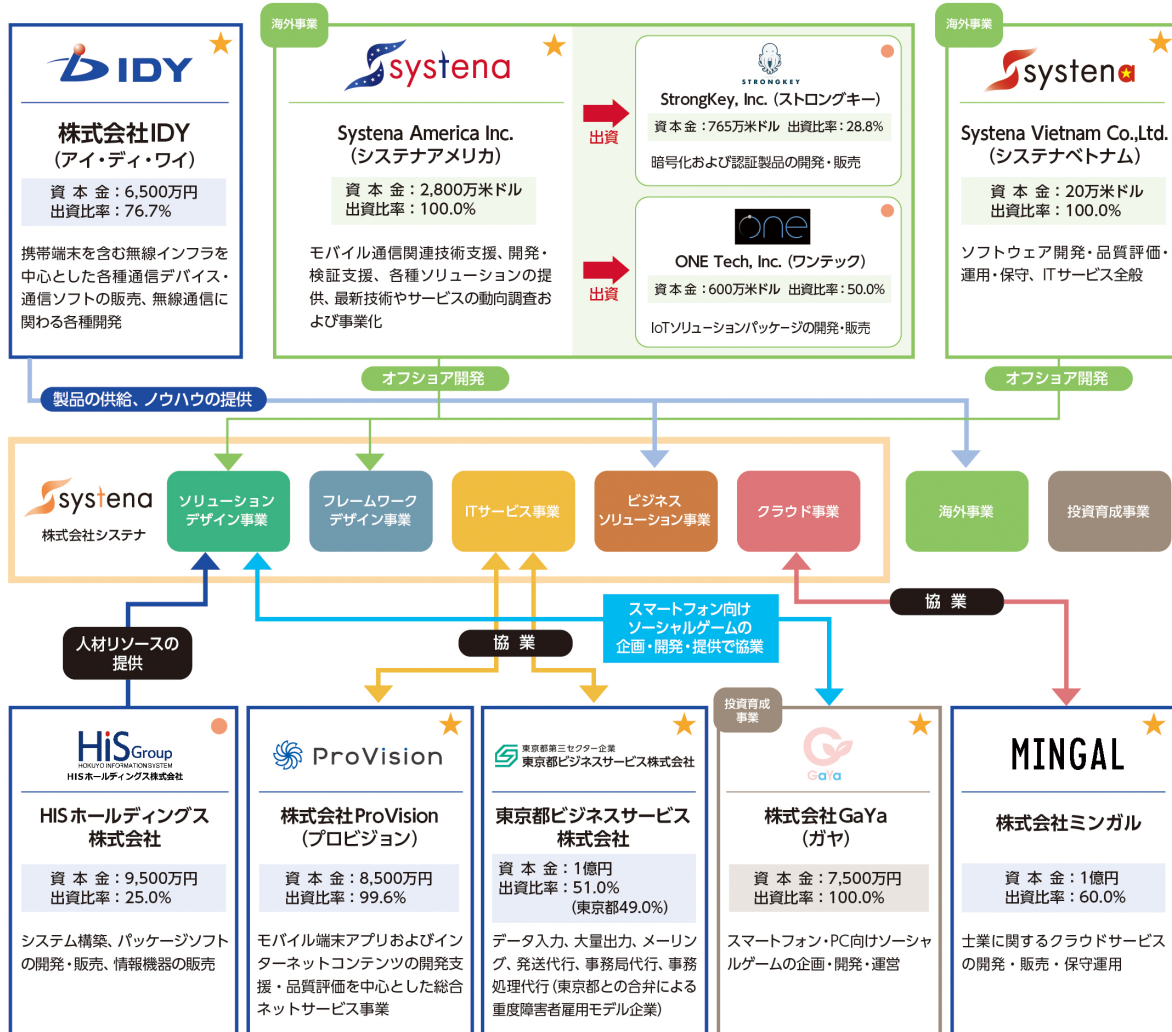 IDY
株式会社IDY
(アイ・ディ・ワイ)
資本金：6,500万円
出資比率：76.7%
携帯端末を含む無線インフラを
中心とした各種通信デバイス・
通信ソフトの販売、無線通信に
関わる各種開発
海外事業
systena
Systena America Inc.
(システナアメリカ)
資本金：2,800万米ドル
出資比率：100.0%
モバイル通信関連技術支援、開発・
検証支援、各種ソリューションの提
供、最新技術やサービスの動向調査お
よび事業化
出資
STRONGKEY
StrongKey, Inc. (ストロングキー)
資本金：765万米ドル 出資比率：28.8%
暗号化および認証製品の開発・販売
出資
one
ONE Tech, Inc. (ワンテック)
資本金：600万米ドル 出資比率：50.0%
IoTソリューションパッケージの開発・販売
海外事業
systena
Systena Vietnam Co.,Ltd.
(システナベトナム)
資本金：20万米ドル
出資比率：100.0%
ソフトウェア開発・品質評価・
運用・保守、ITサービス全般
オフショア開発
オフショア開発
製品の供給、ノウハウの提供
systena
株式会社システナ
ソリューション
デザイン事業
フレームワーク
デザイン事業
ITサービス事業
ビジネス
ソリューション事業
クラウド事業
海外事業
投資育成事業
人材リソースの
提供
協業
スマートフォン向け
ソーシャルゲームの
企画・開発・提供で協業
協業
HiS Group
HOKUYO INFORMATION SYSTEM
HISホールディングス株式会社
HISホールディングス
株式会社
資本金：9,500万円
出資比率：25.0%
システム構築、パッケージソフト
の開発・販売、情報機器の販売
ProVision
株式会社ProVision
(プロビジョン)
資本金：8,500万円
出資比率：99.6%
モバイル端末アプリおよびイン
ターネットコンテンツの開発支
援・品質評価を中心とした総合
ネットサービス事業
東京都第三セクター企業
東京都ビジネスサービス株式会社
東京都ビジネスサービス
株式会社
資本金：1億円
出資比率：51.0%
(東京都49.0%)
データ入力、大量出力、メーリン
グ、発送代行、事務局代行、事務
処理代行(東京都との合弁による
重度障害者雇用モデル企業)
投資育成
事業
GaYa
株式会社GaYa
(ガヤ)
資本金：7,500万円
出資比率：100.0%
スマートフォン・PC向けソーシャ
ルゲームの企画・開発・運営
MINGAL
株式会社ミンガル
資本金：1億円
出資比率：60.0%
士業に関するクラウドサービス
の開発・販売・保守運用